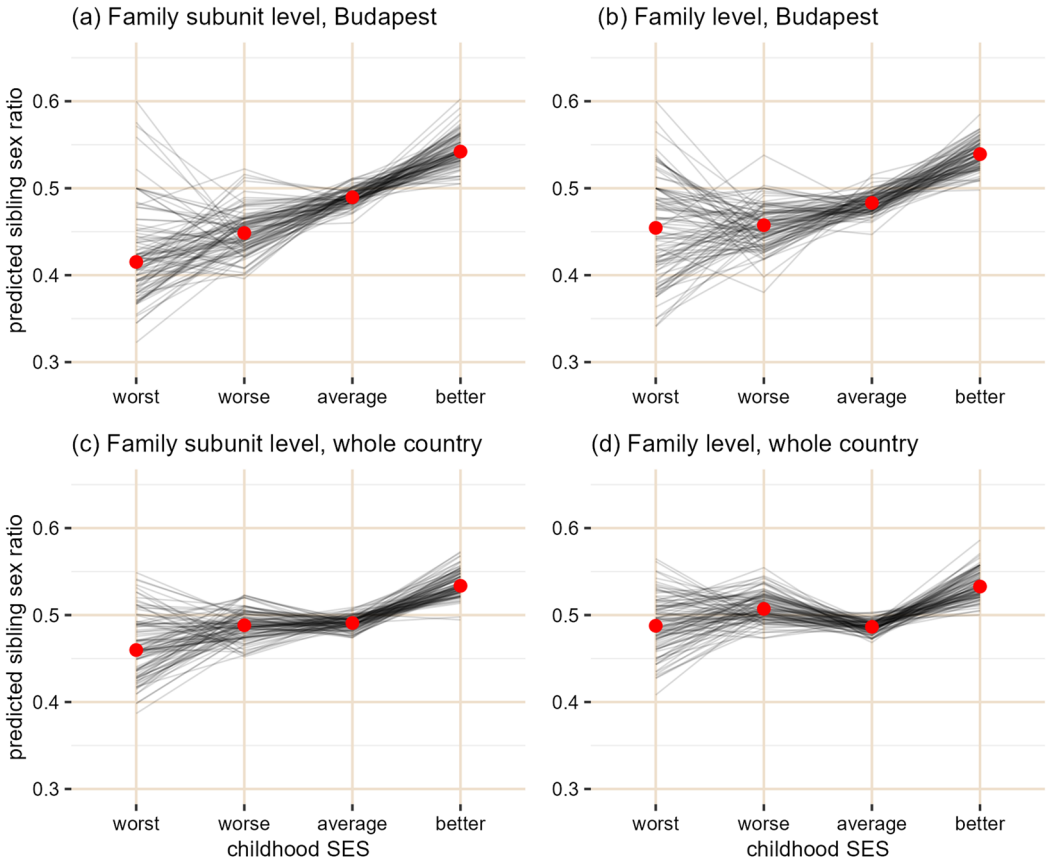 (a) Family subunit level, Budapest
(b) Family level, Budapest
predicted sibling sex ratio
0.6
0.5
0.4
0.3
worst worse average better
0.6
0.5
0.4
0.3
worst worse average better
(c) Family subunit level, whole country
(d) Family level, whole country
predicted sibling sex ratio
0.6
0.5
0.4
0.3
worst worse average better
childhood SES
0.6
0.5
0.4
0.3
worst worse average better
childhood SES